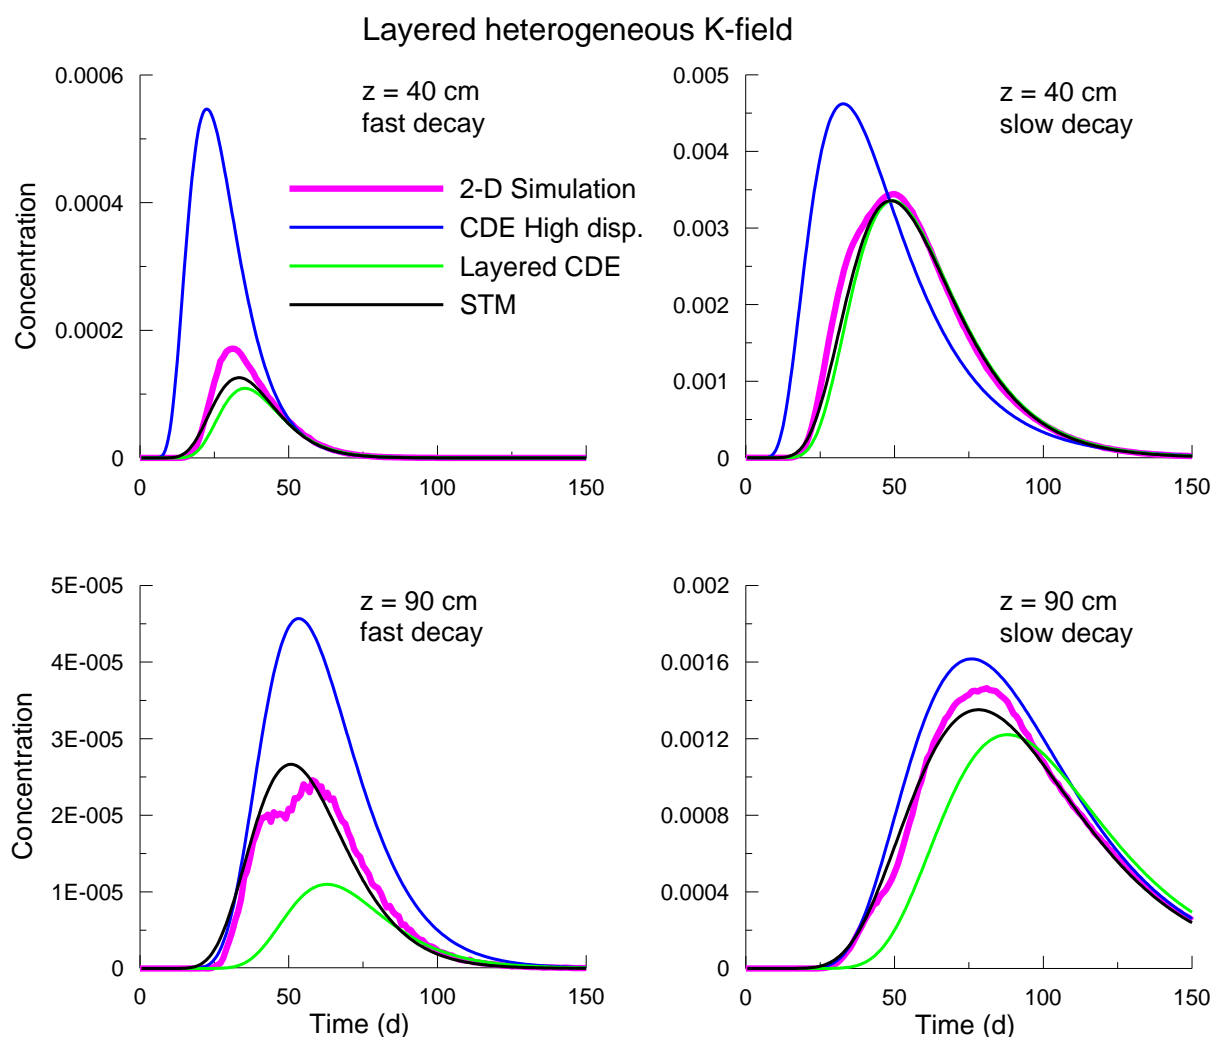 Layered heterogeneous K-field
0.0006
0.0004
0.0002
0
Concentration
z = 40 cm
fast decay
2-D Simulation
CDE High disp.
Layered CDE
STM
0
50
100
150
0.005
0.004
0.003
0.002
0.001
0
z = 40 cm
slow decay
0
50
100
150
5E-005
4E-005
3E-005
2E-005
1E-005
0
Concentration
z = 90 cm
fast decay
0
50
100
150
Time (d)
0.002
0.0016
0.0012
0.0008
0.0004
0
z = 90 cm
slow decay
0
50
100
150
Time (d)